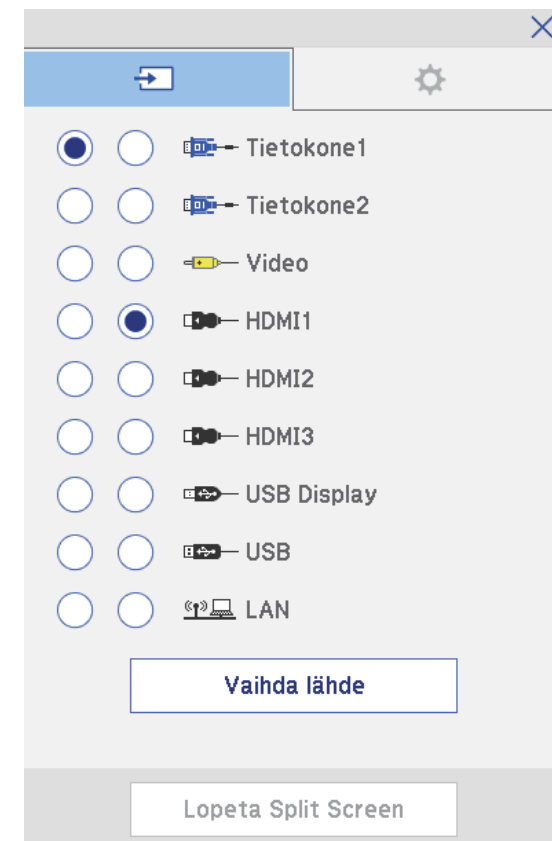 Tietokone1
Tietokone2
Video
HDMI1
HDMI2
HDMI3
USB Display
USB
LAN
Vaihda lähde
Lopeta Split Screen